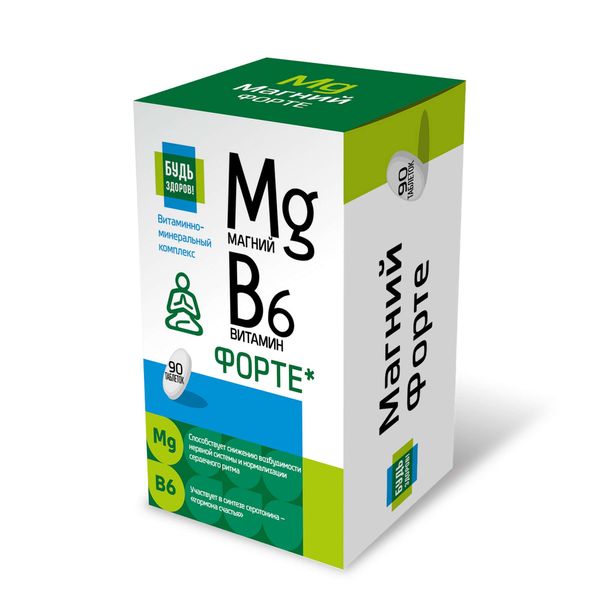 Mg
Магний
ФОРТЕ
БУДЬ
ЗДОРОВ!
Витаминно-
минеральный
комплекс
Mg
МАГНИЙ
B6
ВИТАМИН
ФОРТЕ*
90
ТАБЛЕТОК
Mg
Способствует снижению возбудимости
нервной системы и нормализации
сердечного ритма
B6
Участвует в синтезе серотонина –
«гормона счастья»
90
ТАБЛЕТОК
Магний
Форте
БУДЬ
ЗДОРОВ!